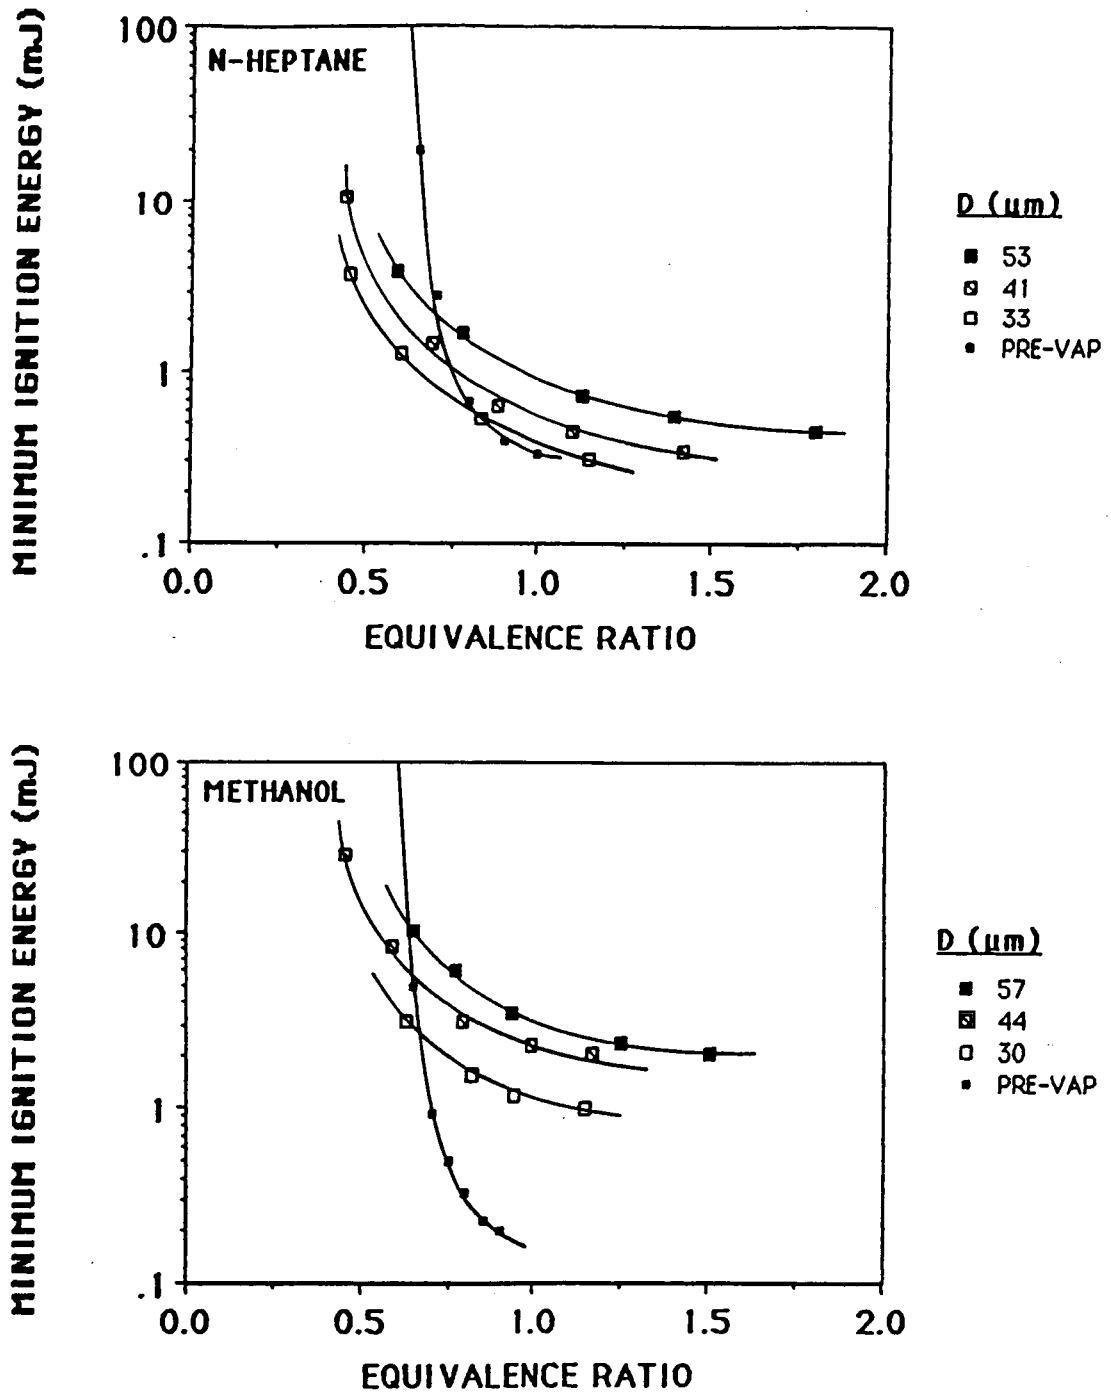 MINIMUM IGNITION ENERGY (mJ)
100
10
1
.1
N-HEPTANE
0.0 0.5 1.0 1.5 2.0
EQUIVALENCE RATIO
D (µm)
53
41
33
PRE-VAP
MINIMUM IGNITION ENERGY (mJ)
100
10
1
.1
METHANOL
0.0 0.5 1.0 1.5 2.0
EQUIVALENCE RATIO
D (µm)
57
44
30
PRE-VAP